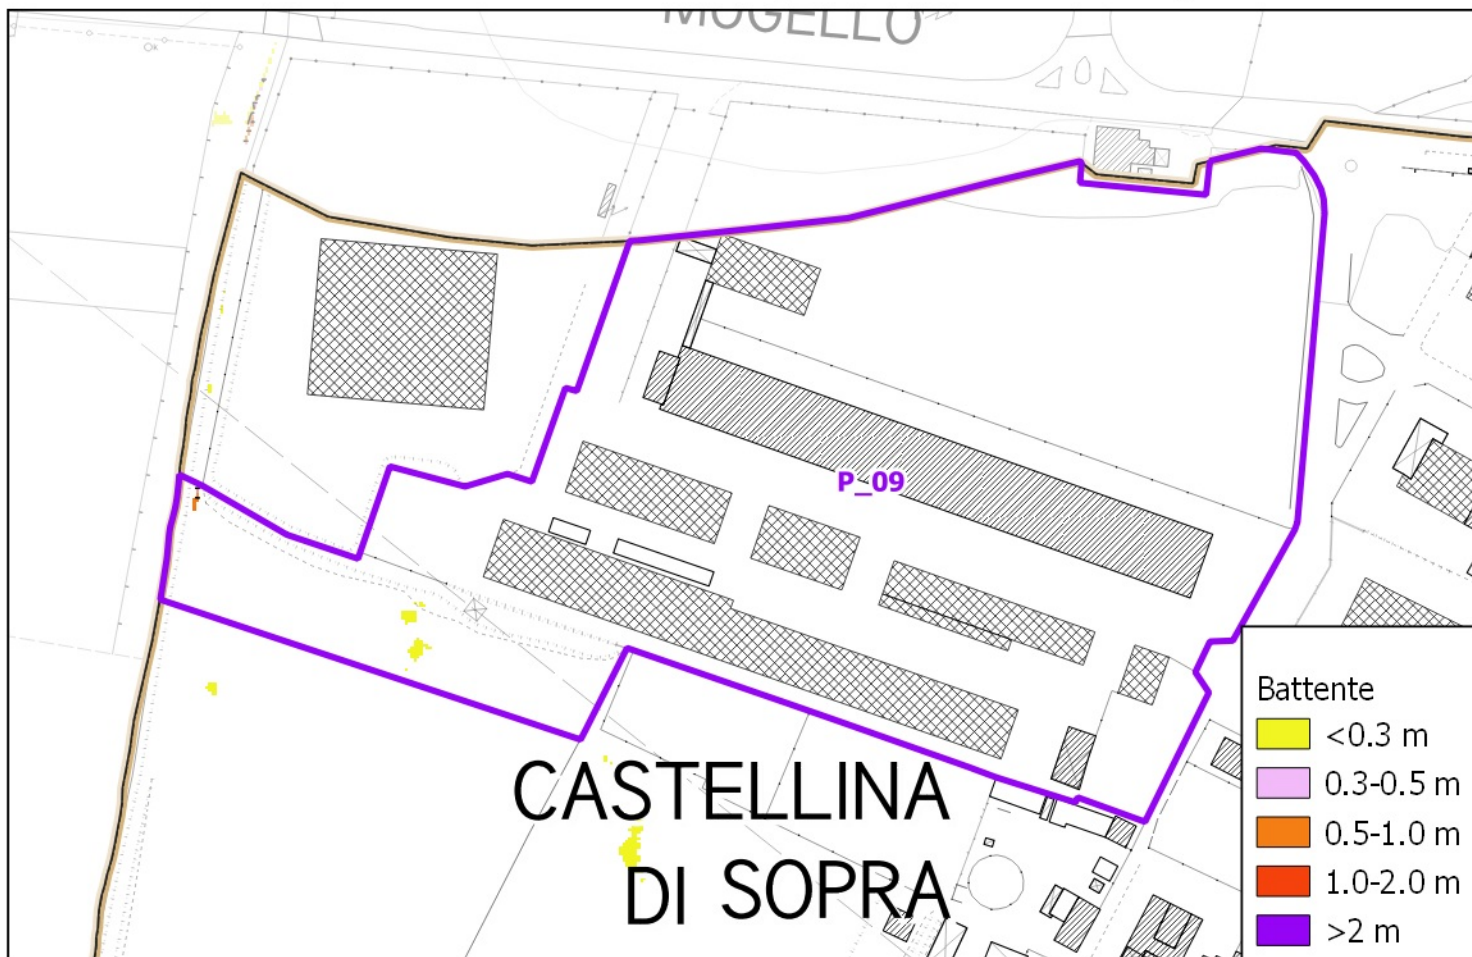 MUGELLO
P_09
CASTELLINA
DI SOPRA
Battente
<0.3 m
0.3-0.5 m
0.5-1.0 m
1.0-2.0 m
>2 m